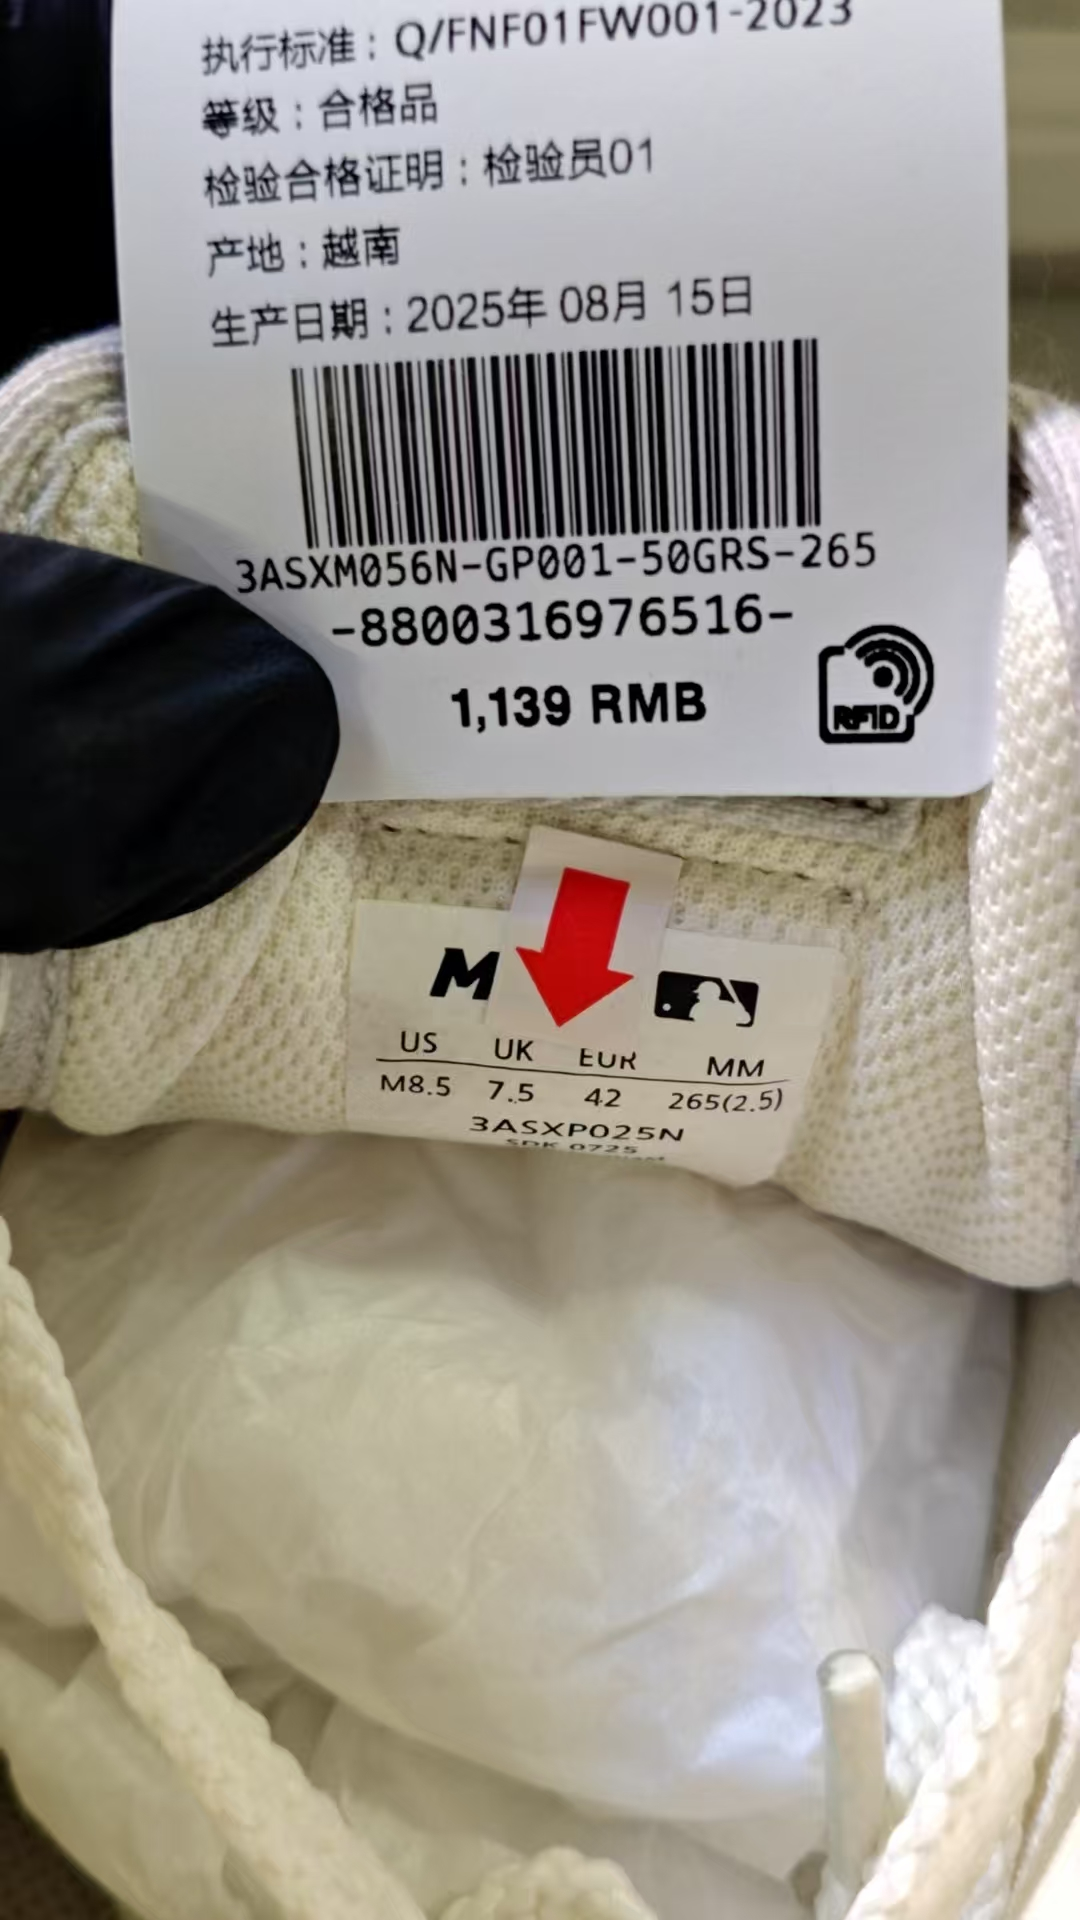 执行标准：Q/FNF01FW001-2023
等级：合格品
检验合格证明：检验员01
产地：越南
生产日期：2025年 08月 15日
3ASXM056N-GP001-50GRS-265
-8800316976516-
1,139 RMB
RFID
M
US UK EUR MM
M8.5 7.5 42 265(2.5)
3ASXP025N
SDK 0725